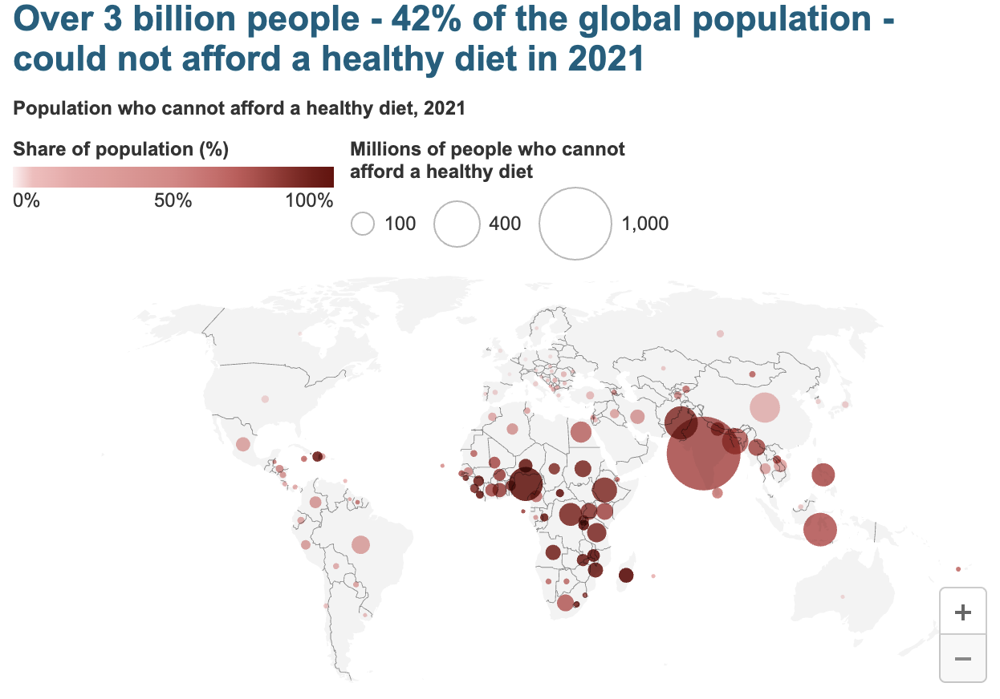 Over 3 billion people - 42% of the global population -
could not afford a healthy diet in 2021
Population who cannot afford a healthy diet, 2021
Share of population (%)
0% 50% 100%
Millions of people who cannot
afford a healthy diet
100 400 1,000
+
−